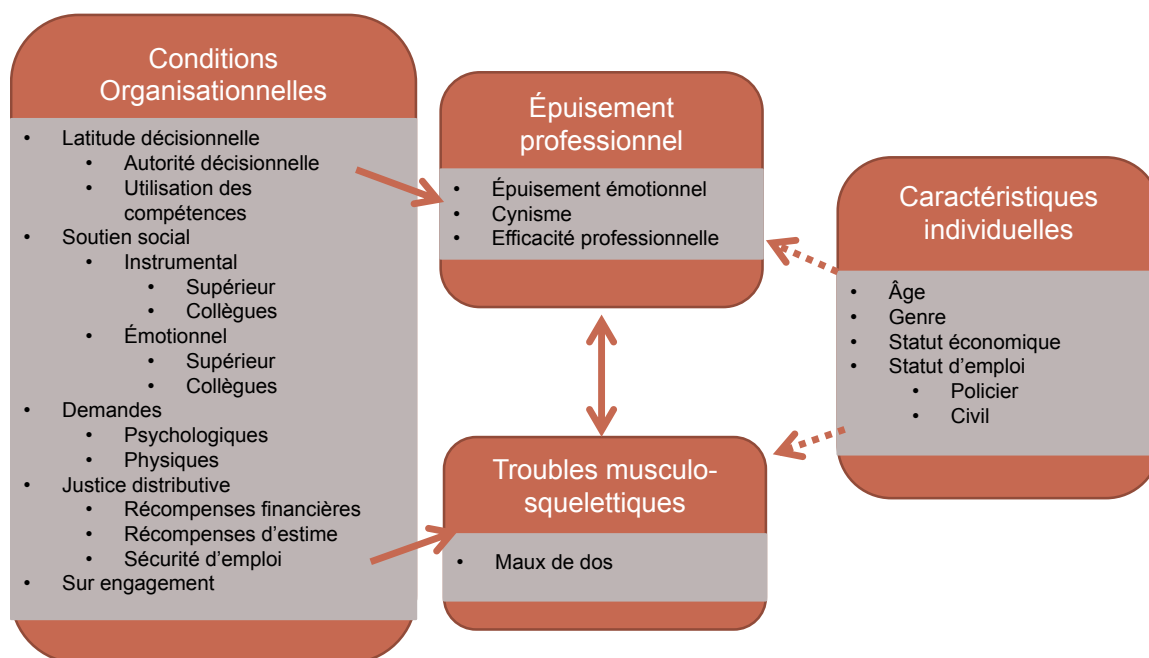 Conditions
Organisationnelles
• Latitude décisionnelle
• Autorité décisionnelle
• Utilisation des
compétences
• Soutien social
• Instrumental
• Supérieur
• Collègues
• Émotionnel
• Supérieur
• Collègues
• Demandes
• Psychologiques
• Physiques
• Justice distributive
• Récompenses financières
• Récompenses d'estime
• Sécurité d'emploi
• Sur engagement
Épuisement
professionnel
• Épuisement émotionnel
• Cynisme
• Efficacité professionnelle
Troubles musculo-
squelettiques
• Maux de dos
Caractéristiques
individuelles
• Âge
• Genre
• Statut économique
• Statut d'emploi
• Policier
• Civil